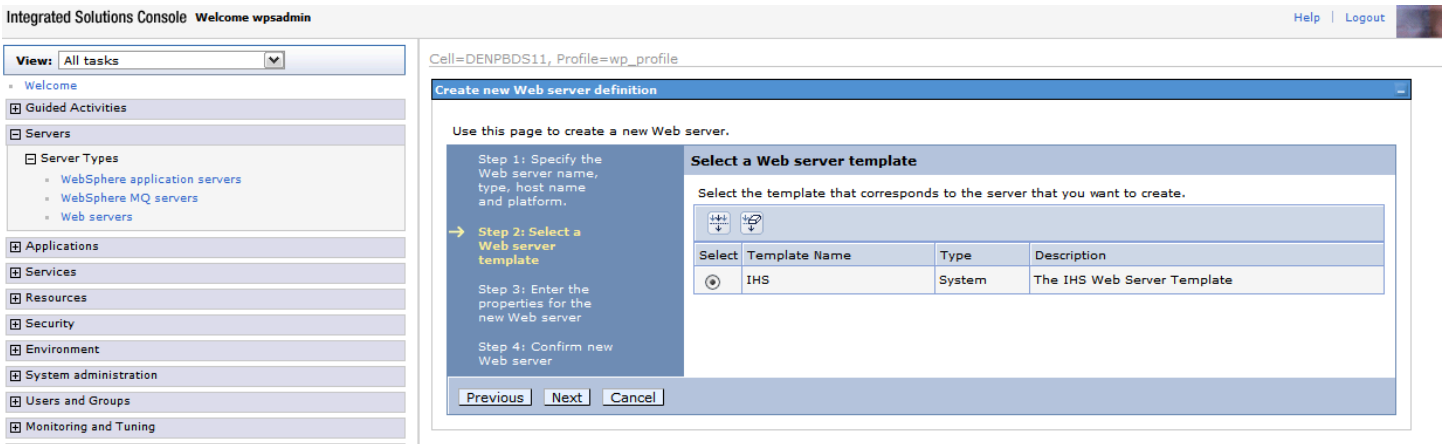 Integrated Solutions Console Welcome wpsadmin
Help | Logout
View: All tasks
Cell=DENPBDS11, Profile=wp_profile
Welcome
Guided Activities
Servers
Server Types
WebSphere application servers
WebSphere MQ servers
Web servers
Applications
Services
Resources
Security
Environment
System administration
Users and Groups
Monitoring and Tuning
Create new Web server definition
Use this page to create a new Web server.
Step 1: Specify the
Web server name,
type, host name
and platform.
Step 2: Select a
Web server
template
Step 3: Enter the
properties for the
new Web server
Step 4: Confirm new
Web server
Select a Web server template
Select the template that corresponds to the server that you want to create.
Select Template Name Type Description
IHS System The IHS Web Server Template
Previous Next Cancel